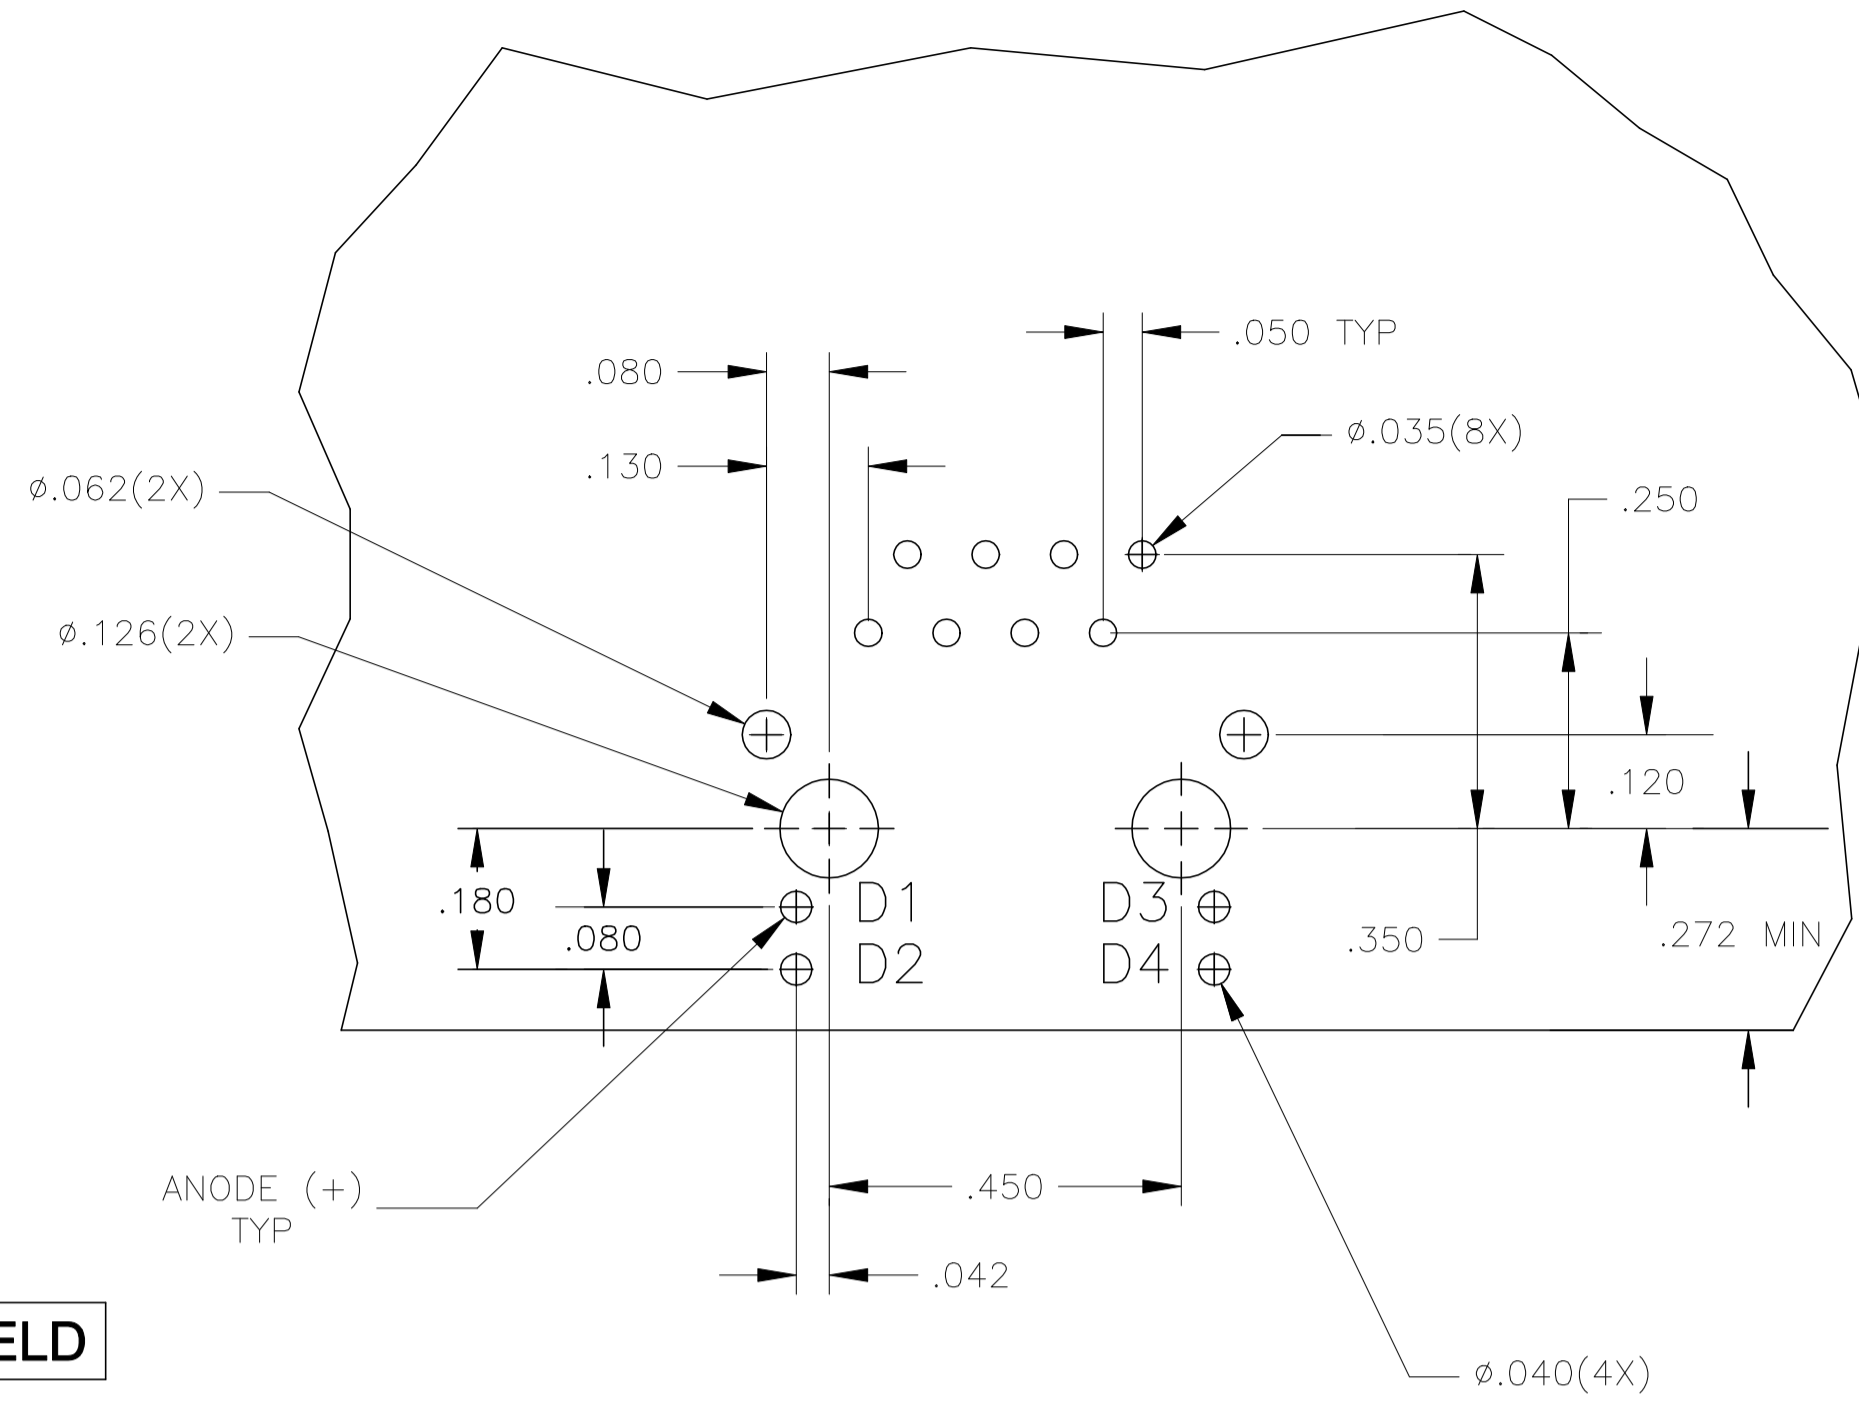 .050 TYP
.080
ø.035(8X)
.130
ø.062(2X)
.250
ø.126(2X)
.120
.180
D1
D3
.080
.350
.272 MIN
D2
D4
ANODE (+)
TYP
.450
.042
ELD
ø.040(4X)